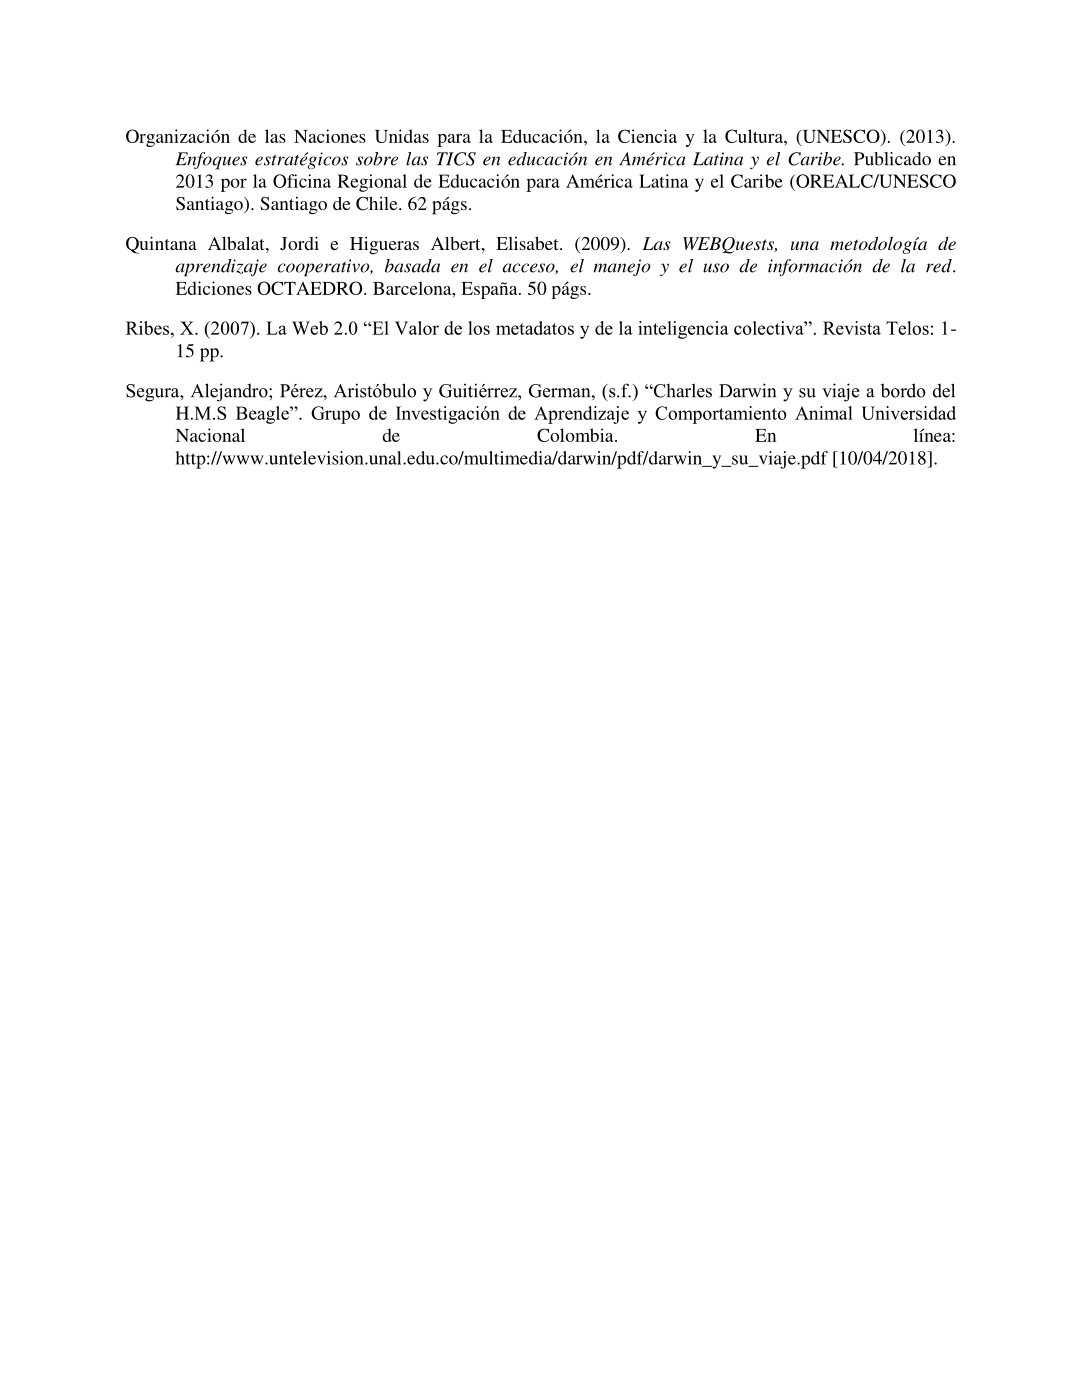 Organización de las Naciones Unidas para la Educación, la Ciencia y la Cultura, (UNESCO). (2013).
Enfoques estratégicos sobre las TICS en educación en América Latina y el Caribe. Publicado en
2013 por la Oficina Regional de Educación para América Latina y el Caribe (OREALC/UNESCO
Santiago). Santiago de Chile. 62 págs.
Quintana Albalat, Jordi e Higueras Albert, Elisabet. (2009). Las WEBQuests, una metodología de
aprendizaje cooperativo, basada en el acceso, el manejo y el uso de información de la red.
Ediciones OCTAEDRO. Barcelona, España. 50 págs.
Ribes, X. (2007). La Web 2.0 “El Valor de los metadatos y de la inteligencia colectiva”. Revista Telos: 1-
15 pp.
Segura, Alejandro; Pérez, Aristóbulo y Guitiérrez, German, (s.f.) “Charles Darwin y su viaje a bordo del
H.M.S Beagle”. Grupo de Investigación de Aprendizaje y Comportamiento Animal Universidad
Nacional de Colombia. En línea:
http://www.untelevision.unal.edu.co/multimedia/darwin/pdf/darwin_y_su_viaje.pdf [10/04/2018].